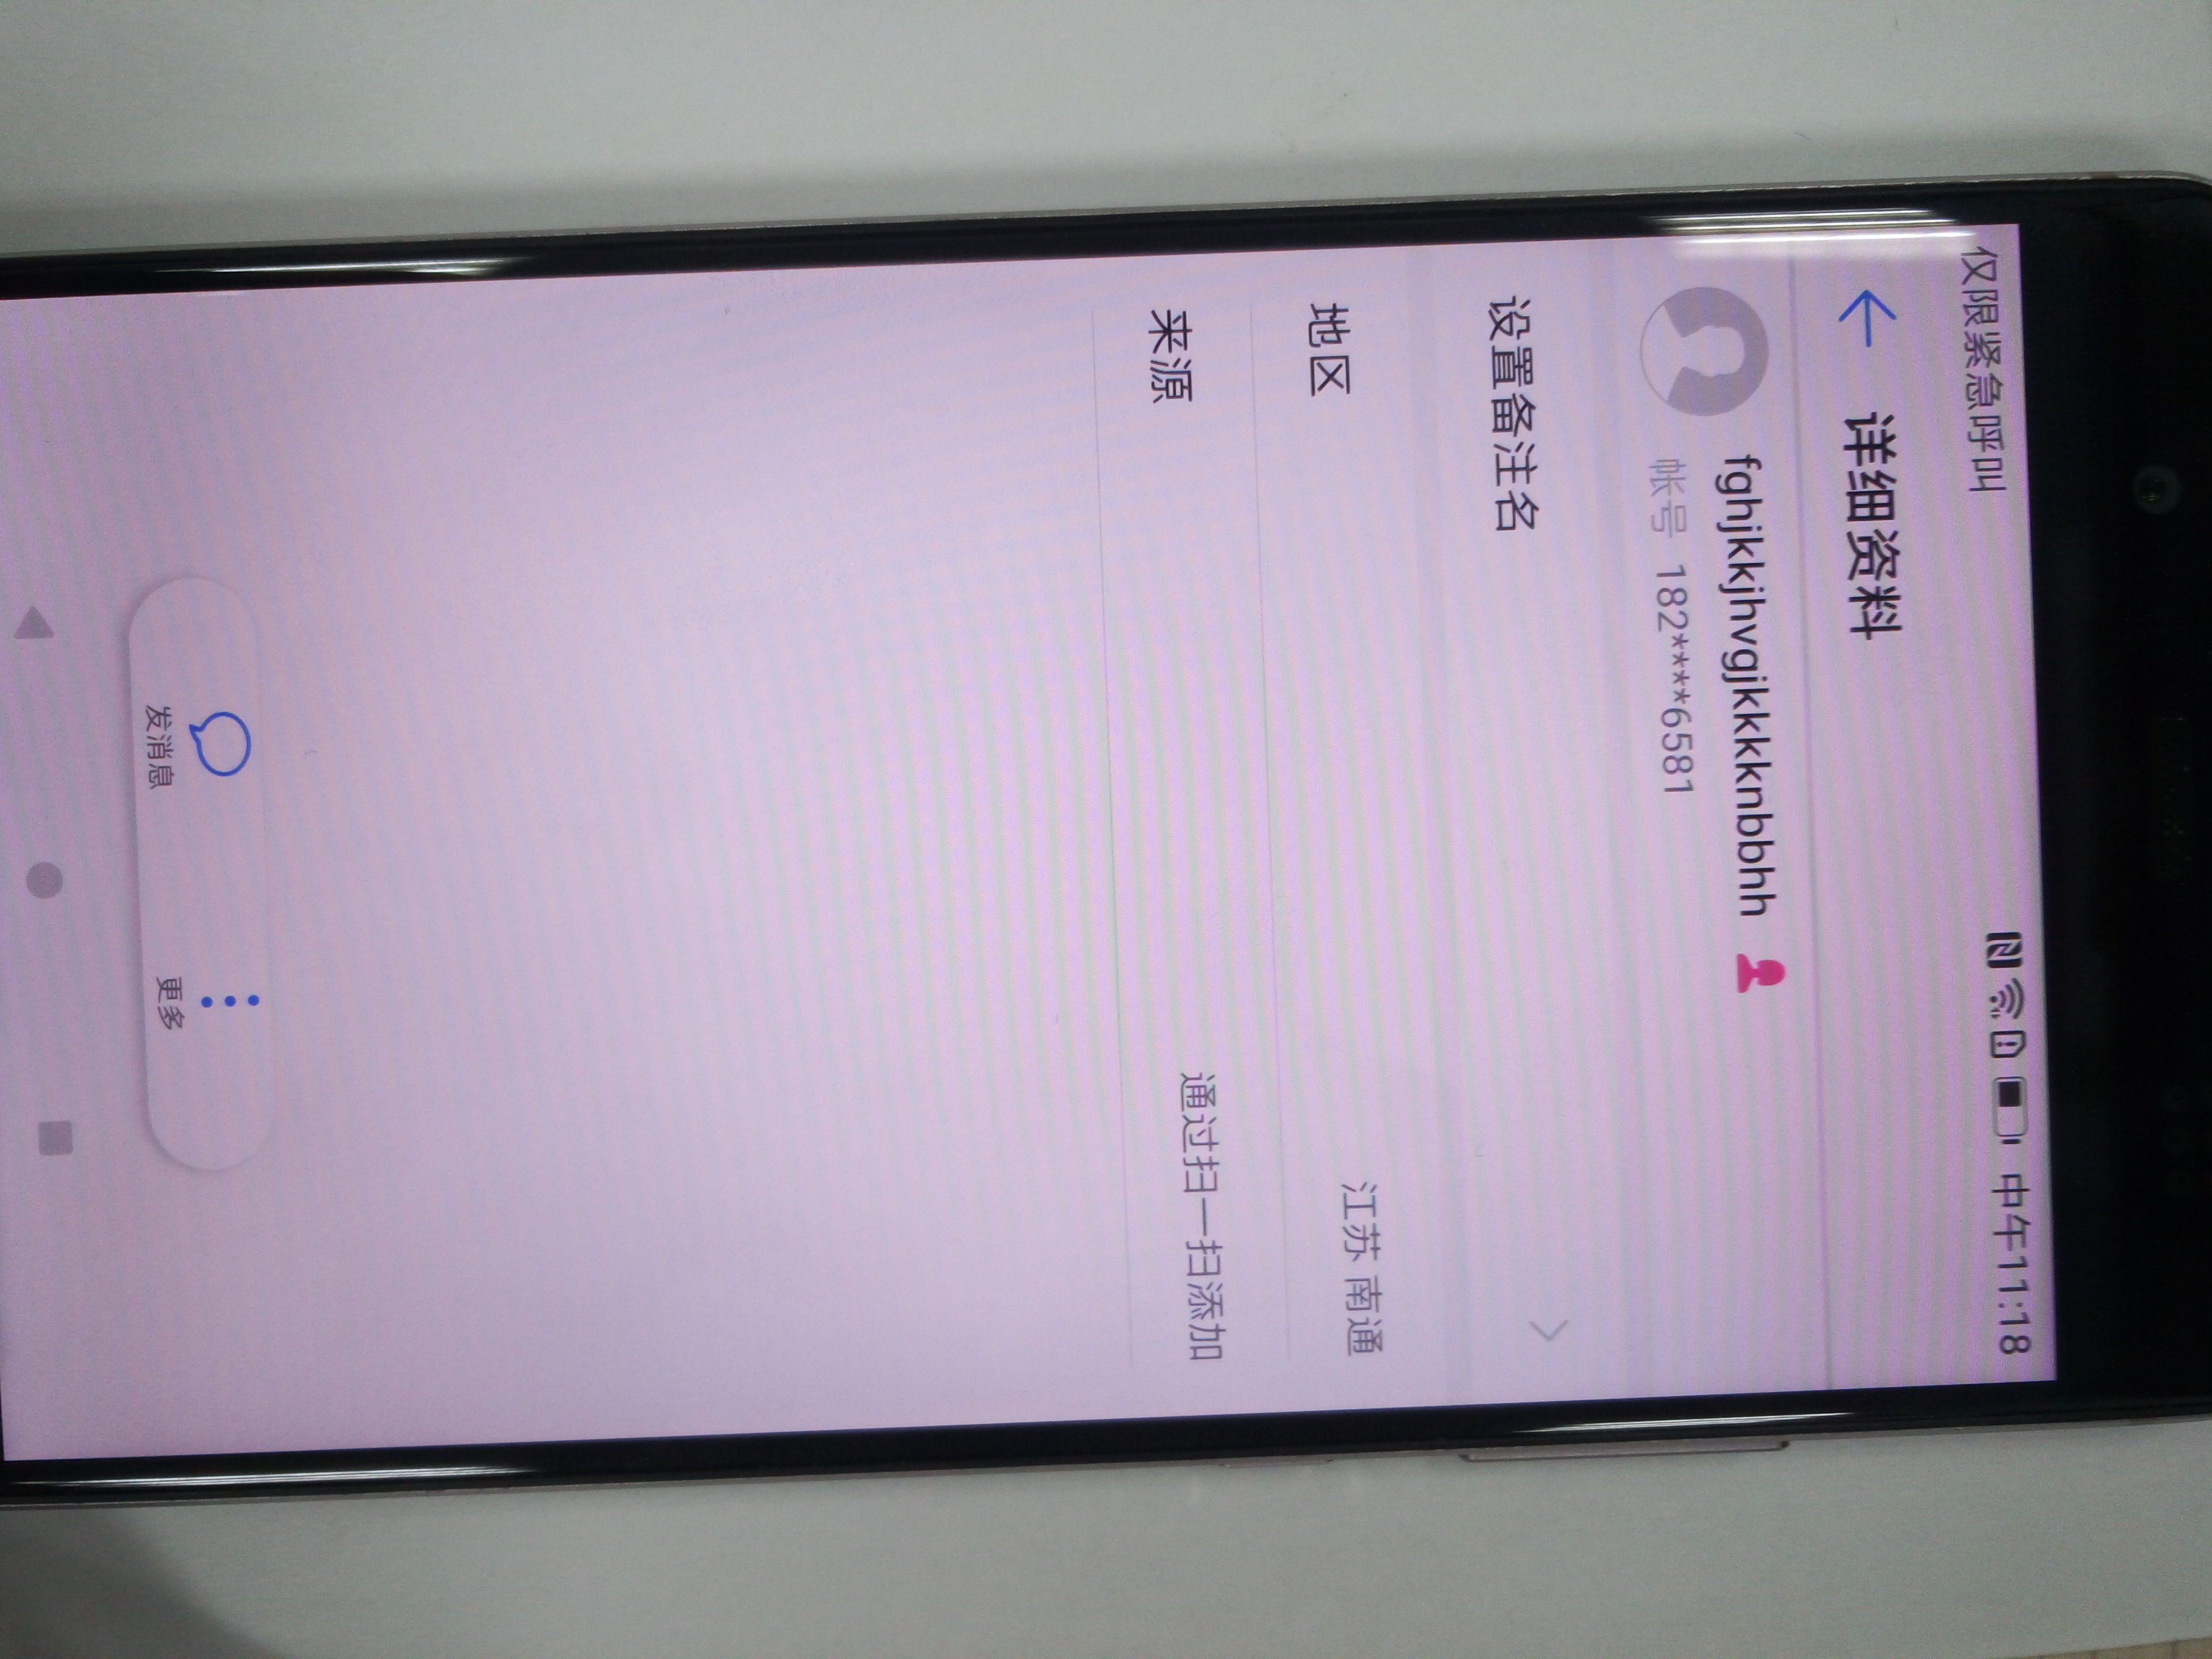 仅限紧急呼叫 中午11:18
详细资料
fghjkkjhvgjkkkknbbhh
帐号 182****6581
设置备注名
地区 江苏 南通
来源 通过扫一扫添加
发消息 更多